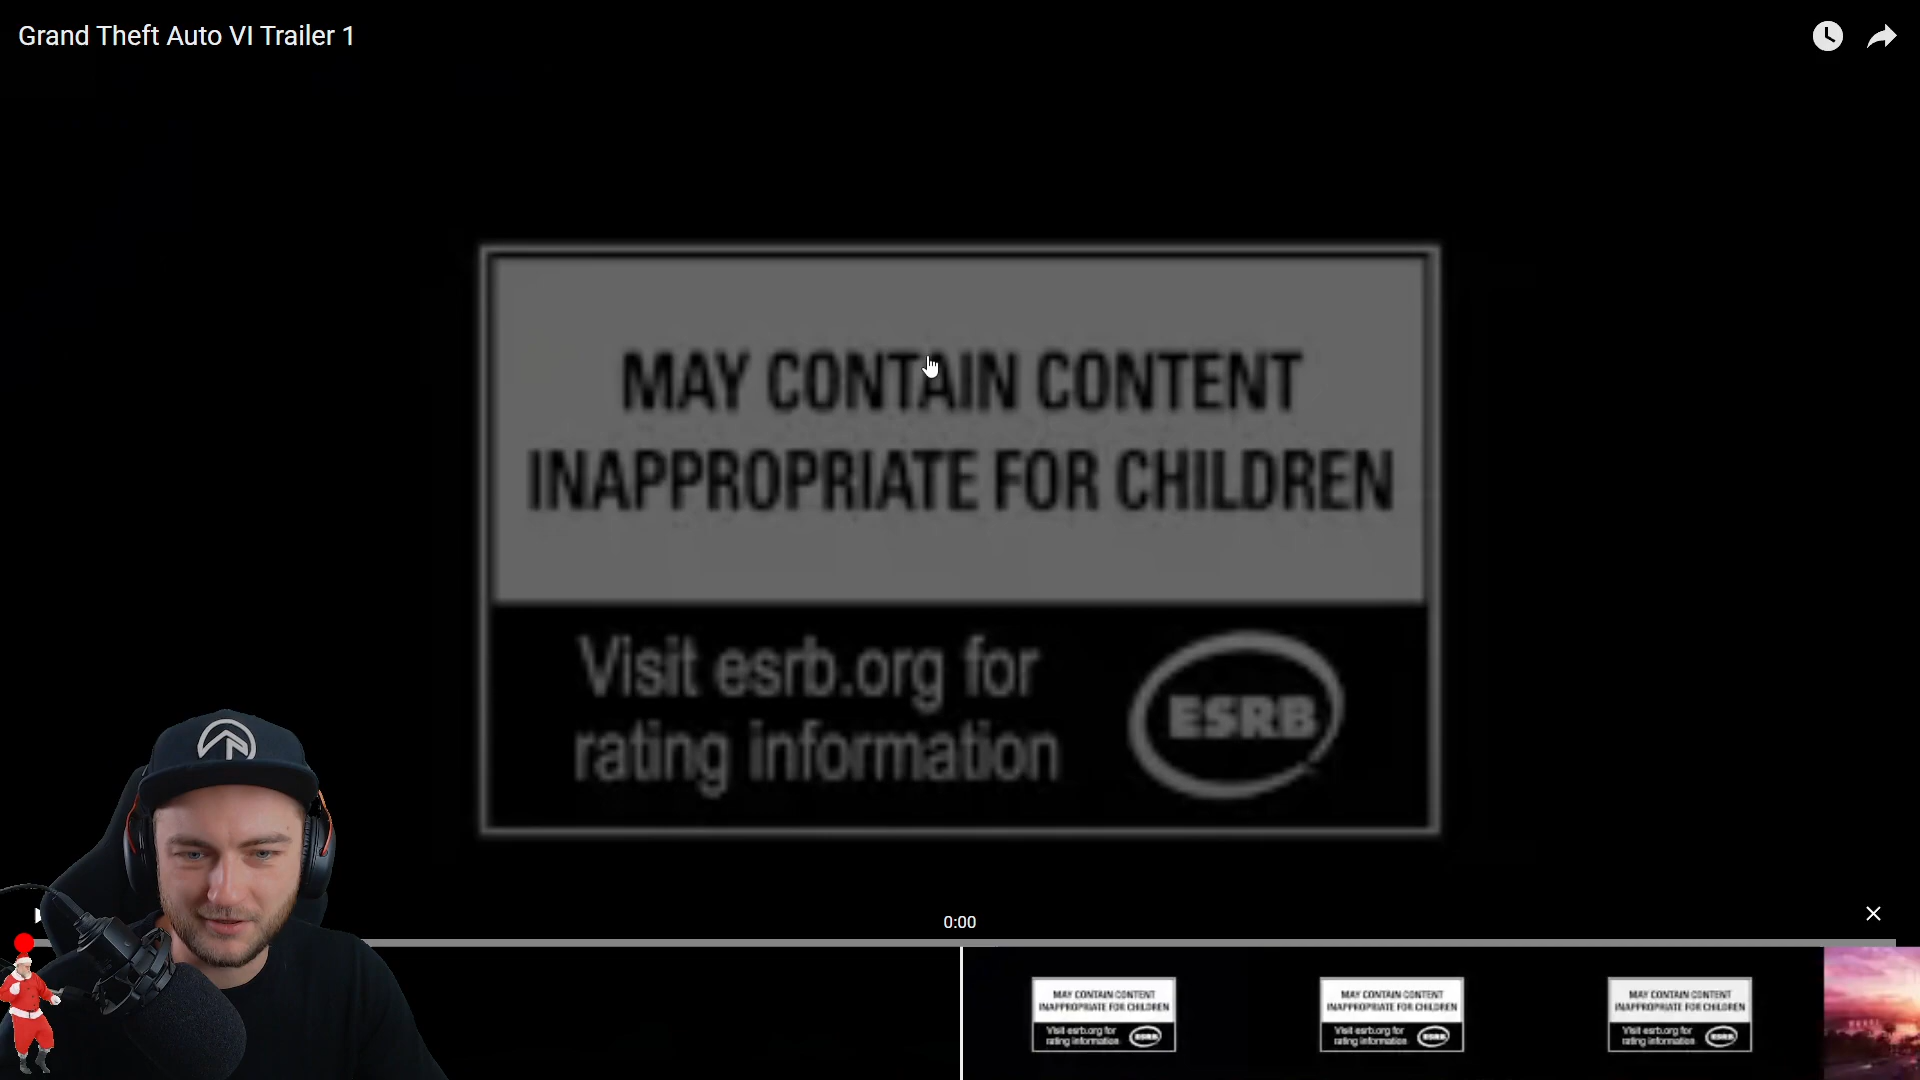 Grand Theft Auto VI Trailer 1
MAY CONTAIN CONTENT
INAPPROPRIATE FOR CHILDREN
Visit esrb.org for
rating information
ESRB
0:00
MAY CONTAIN CONTENT
INAPPROPRIATE FOR CHILDREN
Visit esrb.org for
rating information
ESRB
MAY CONTAIN CONTENT
INAPPROPRIATE FOR CHILDREN
Visit esrb.org for
rating information
ESRB
MAY CONTAIN CONTENT
INAPPROPRIATE FOR CHILDREN
Visit esrb.org for
rating information
ESRB